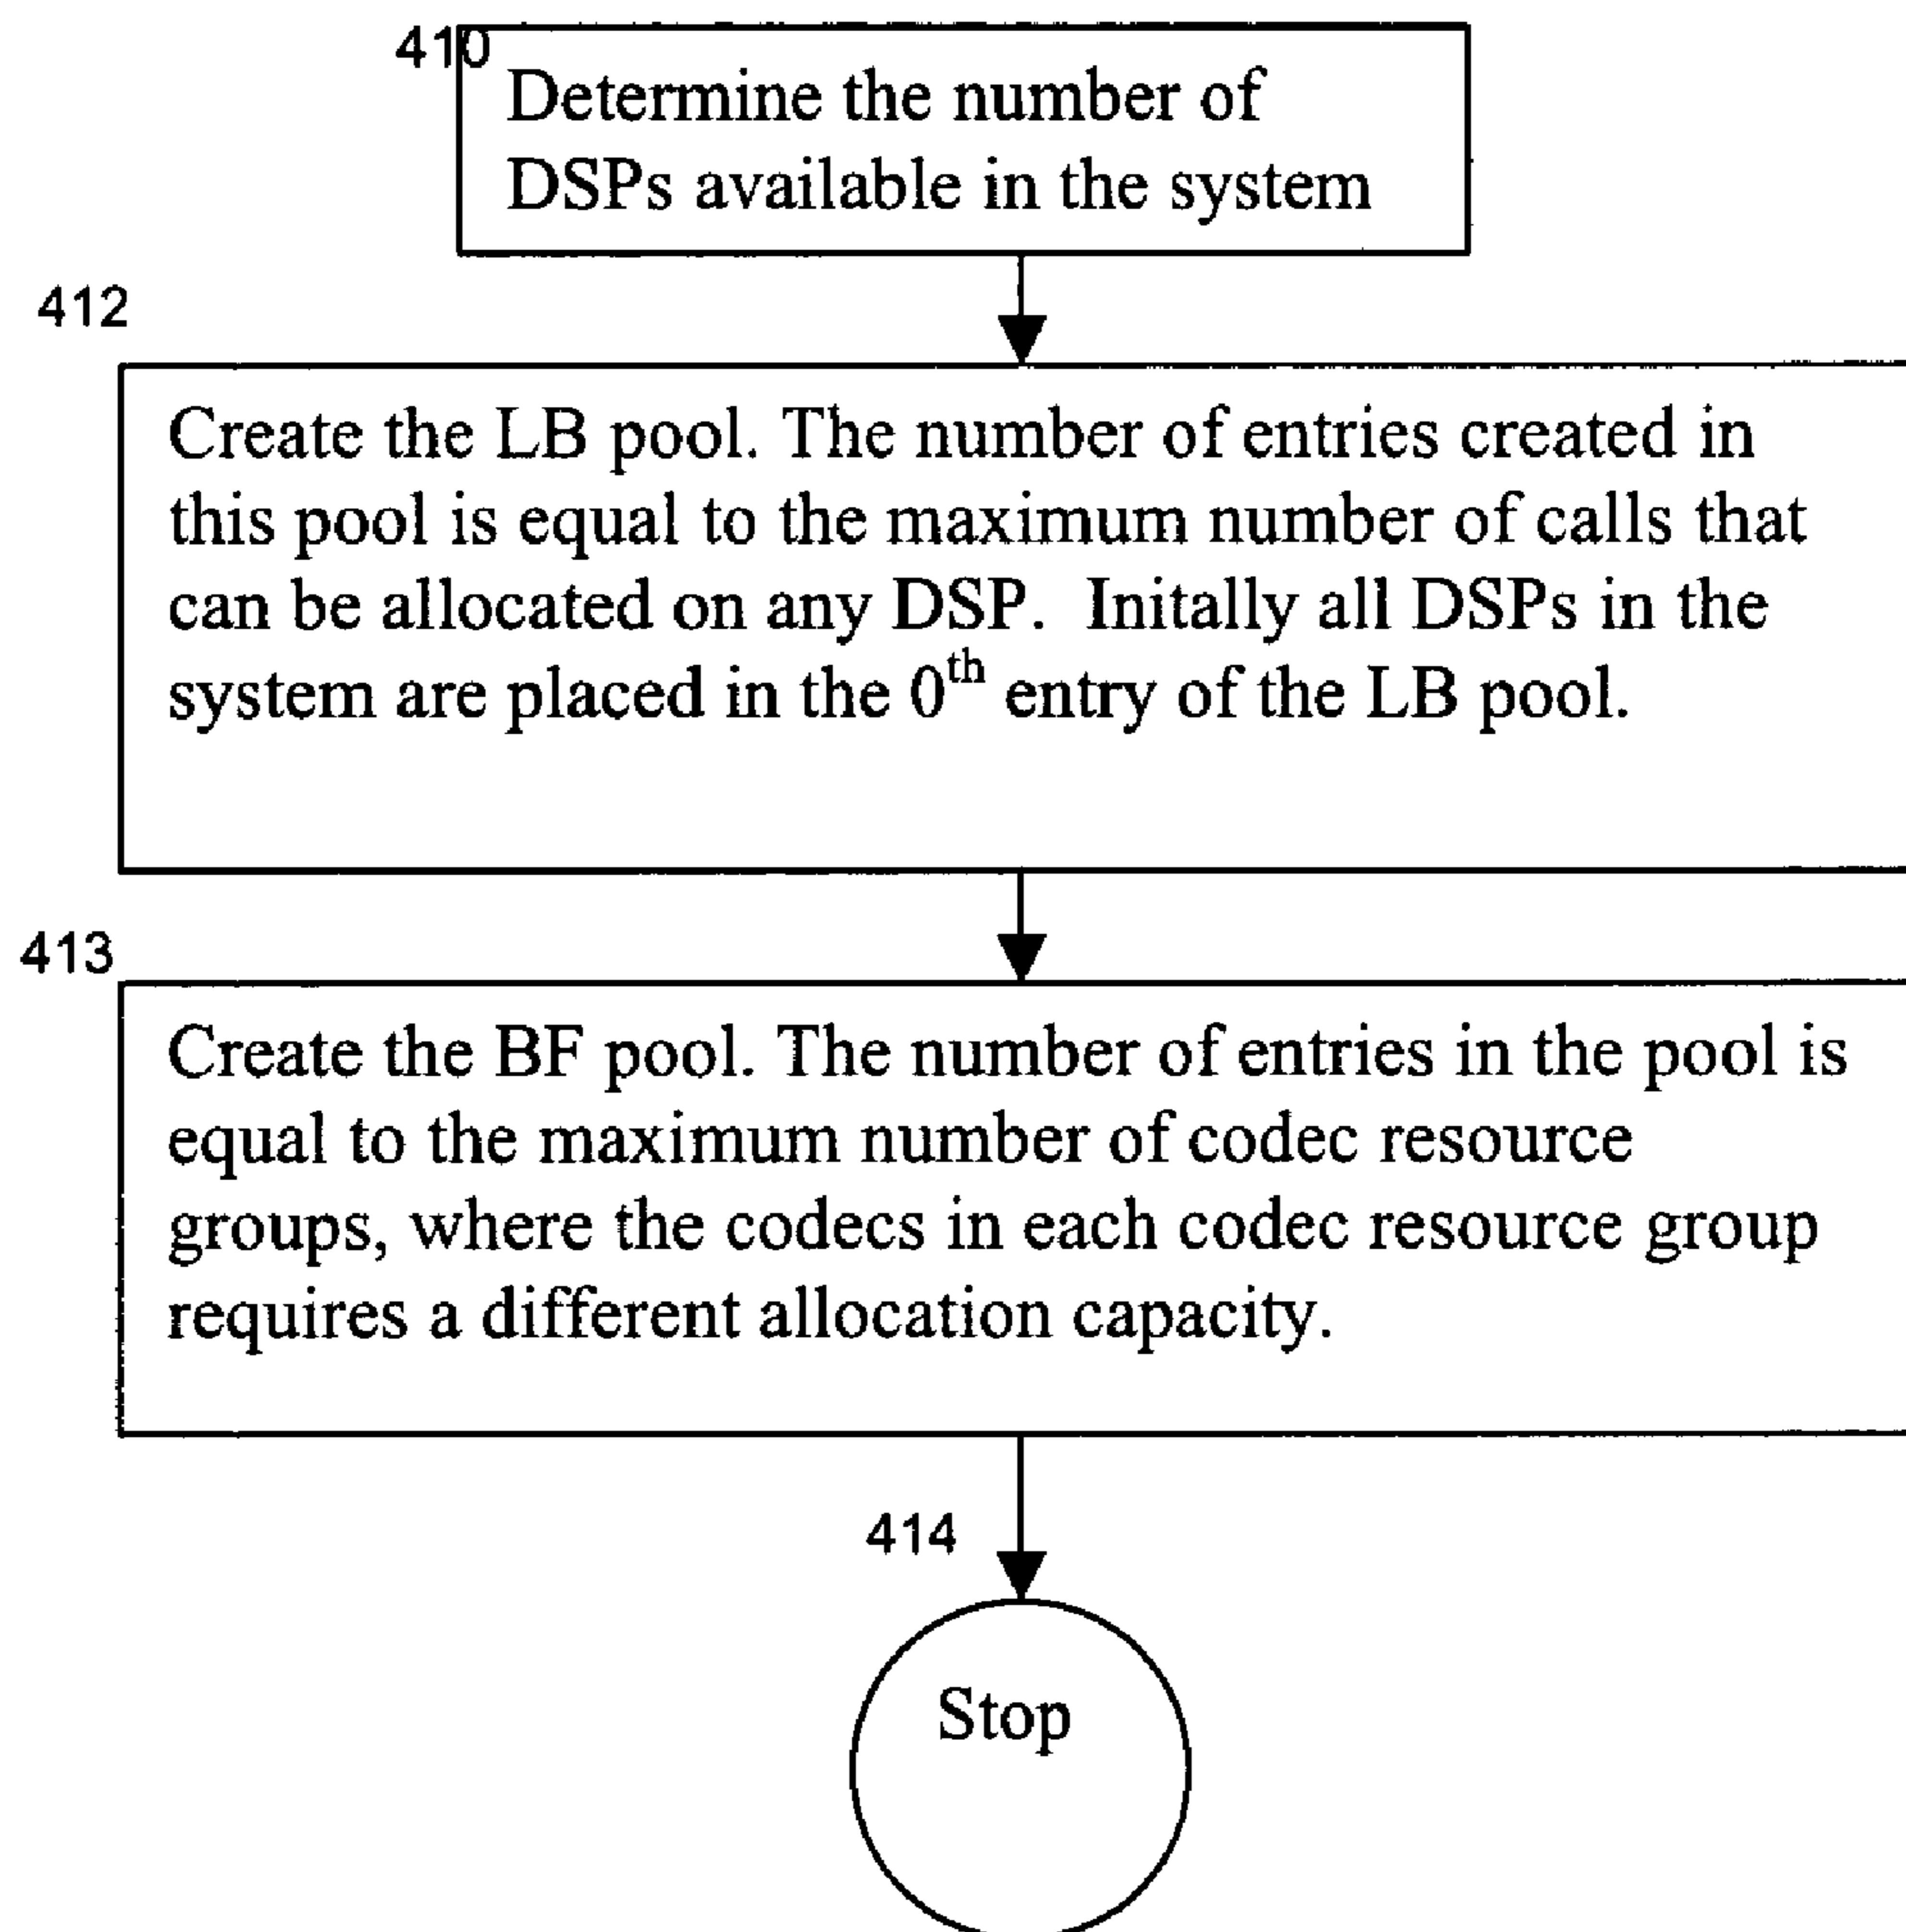 410
Determine the number of
DSPs available in the system
412
Create the LB pool. The number of entries created in
this pool is equal to the maximum number of calls that
can be allocated on any DSP.  Initally all DSPs in the
system are placed in the 0th entry of the LB pool.
413
Create the BF pool. The number of entries in the pool is
equal to the maximum number of codec resource
groups, where the codecs in each codec resource group
requires a different allocation capacity.
414
Stop